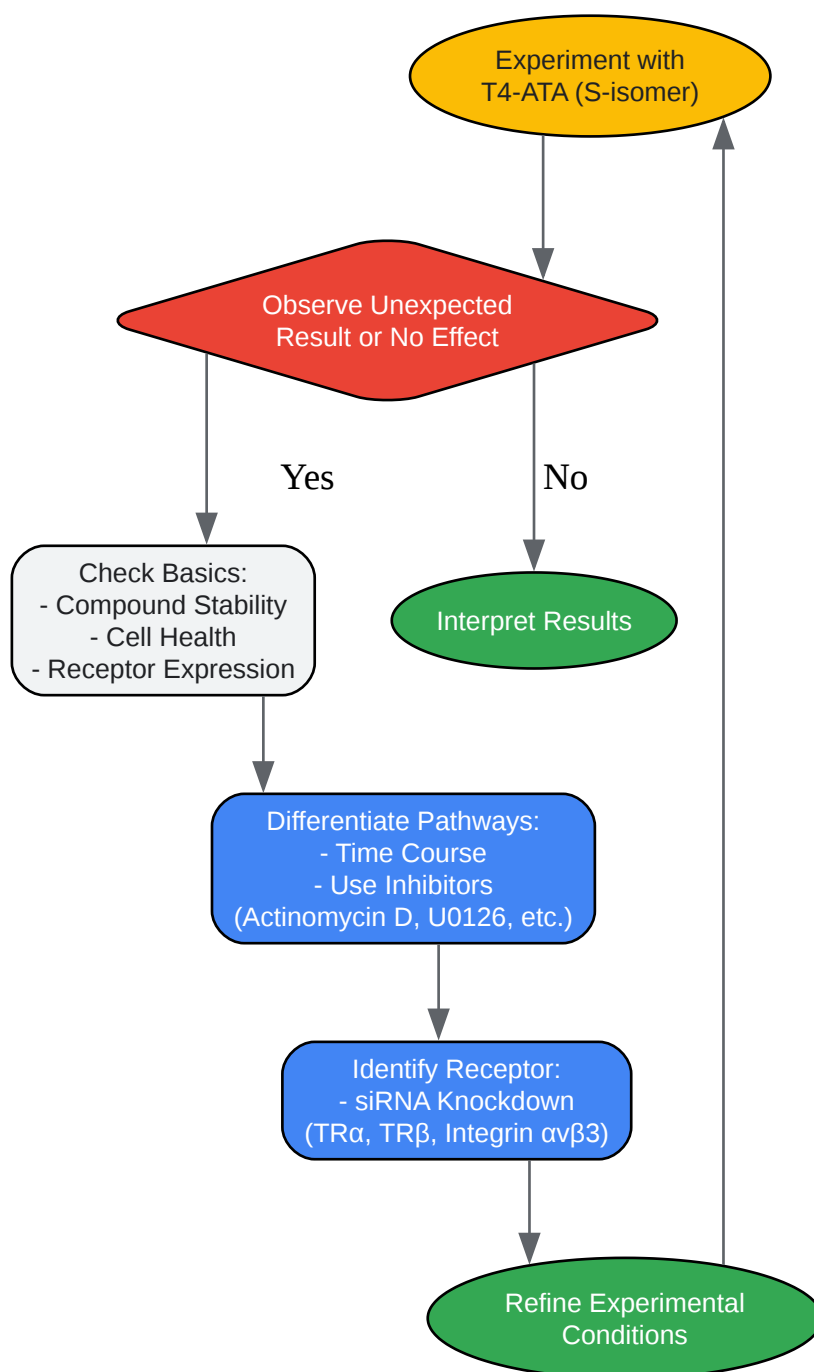 Experiment with
T4-ATA (S-isomer)
Observe Unexpected
Result or No Effect
Yes
No
Check Basics:
- Compound Stability
- Cell Health
- Receptor Expression
Interpret Results
Differentiate Pathways:
- Time Course
- Use Inhibitors
(Actinomycin D, U0126, etc.)
Identify Receptor:
- siRNA Knockdown
(TRα, TRβ, Integrin αvβ3)
Refine Experimental
Conditions